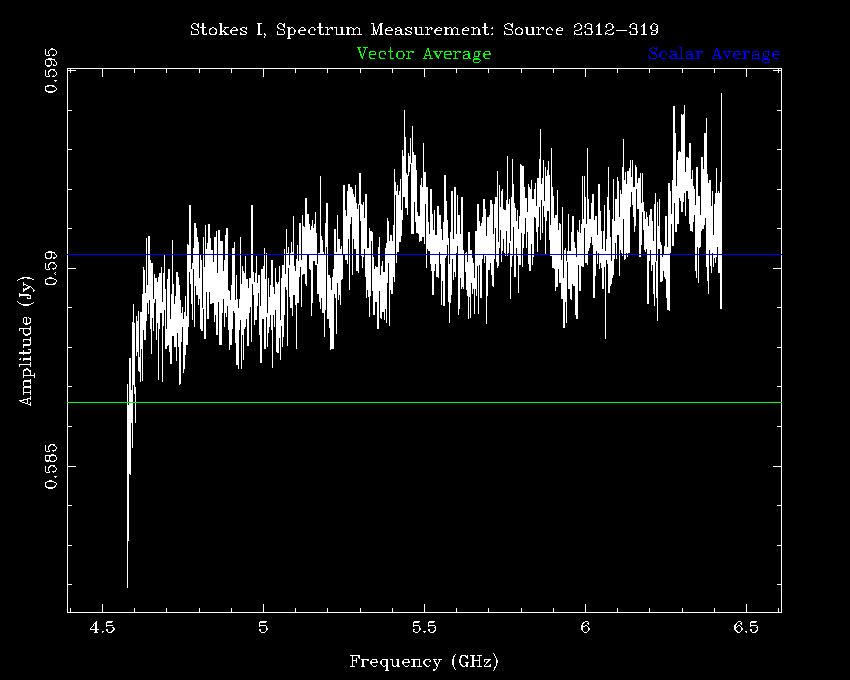 Stokes I, Spectrum Measurement: Source 2312-319
Vector Average
Scalar Average
0.595
0.59
0.585
Amplitude (Jy)
4.5 5 5.5 6 6.5
Frequency (GHz)